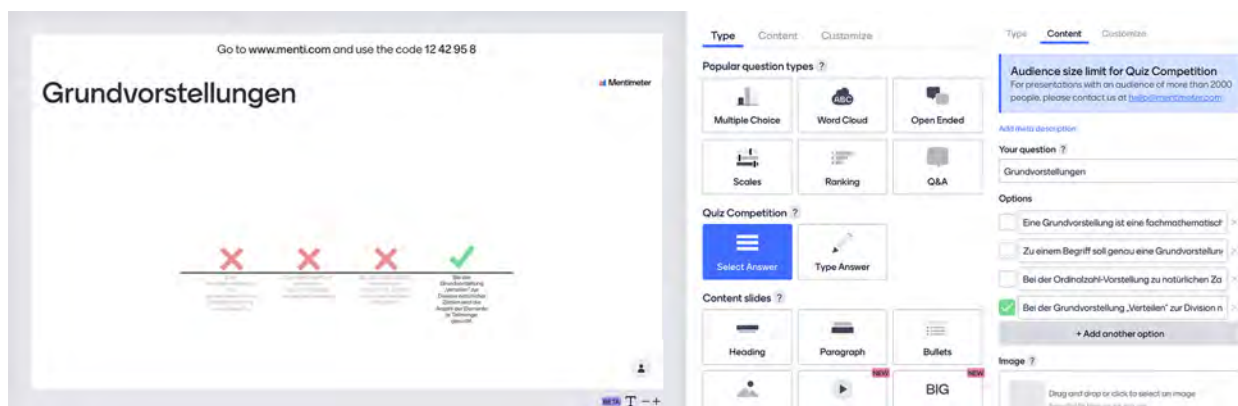 Go to www.menti.com and use the code 12 42 95 8
Grundvorstellungen
Mentimeter
Bei der
Grundvorstellung
„Verteilen" zur
Division natürlicher
Zahlen wird die
Anzahl der Elemente
je Teilmenge
gesucht.
BETA T - +
Type Content Customize
Popular question types ?
Multiple Choice
ABC
Word Cloud
Open Ended
Scales
Ranking
Q&A
Quiz Competition ?
Select Answer
Type Answer
Content slides ?
Heading
Paragraph
Bullets
NEW
BIG
NEW
Type Content Customize
Audience size limit for Quiz Competition
For presentations with an audience of more than 2000
people, please contact us at hello@mentimeter.com
Add meta description
Your question ?
Grundvorstellungen
Options
Eine Grundvorstellung ist eine fachmathematisch
Zu einem Begriff soll genau eine Grundvorstellun
Bei der Ordinalzahl-Vorstellung zu natürlichen Za
Bei der Grundvorstellung „Verteilen" zur Division n
+ Add another option
Image ?
Drag and drop or click to select an image